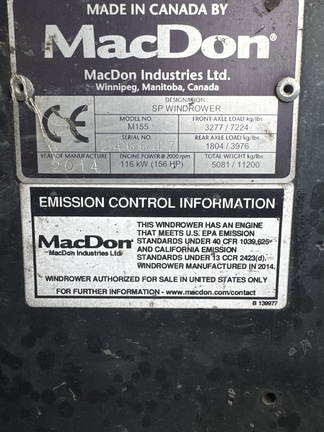 MADE IN CANADA BY
MacDon®
MacDon Industries Ltd.
Winnipeg, Manitoba, Canada
CE
DESIGNATION
SP WINDROWER
MODEL NO.
M155
FRONT AXLE LOAD kg/lbs
3277 / 7224
SERIAL NO.
REAR AXLE LOAD kg/lbs
1804 / 3976
YEAR OF MANUFACTURE
2014
ENGINE POWER @ 2000 rpm
116 kW (156 HP)
TOTAL WEIGHT kg/lbs
5081 / 11200
EMISSION CONTROL INFORMATION
MacDon®
MacDon Industries Ltd.
THIS WINDROWER HAS AN ENGINE
THAT MEETS U.S. EPA EMISSION
STANDARDS UNDER 40 CFR 1039.625
AND CALIFORNIA EMISSION
STANDARDS UNDER 13 CCR 2423(d).
WINDROWER MANUFACTURED IN 2014.
WINDROWER AUTHORIZED FOR SALE IN UNITED STATES ONLY
FOR FURTHER INFORMATION - www.macdon.com/contact
B 139977